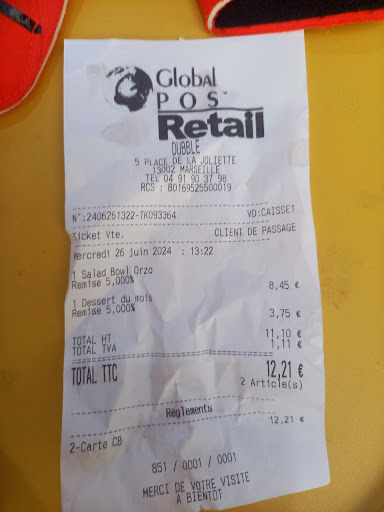 Global
POS
Retail
DUBBLE
5 PLACE DE LA JOLIETTE
13002 MARSEILLE
TEL 04 91 90 37 98
RCS : 80169525500019
N°:2406261322-TK093364 VD:CAISSE1
Ticket Vte. CLIENT DE PASSAGE
Mercredi 26 juin 2024 : 13:22
1 Salad Bowl Orzo
Remise 5,000% 8,45 €
1 Dessert du mois
Remise 5,000% 3,75 €
TOTAL HT 11,10 €
TOTAL TVA 1,11 €
TOTAL TTC 12,21 €
2 Article(s)
Réglements
2-Carte CB 12,21 €
851 / 0001 / 0001
MERCI DE VOTRE VISITE
A BIENTOT